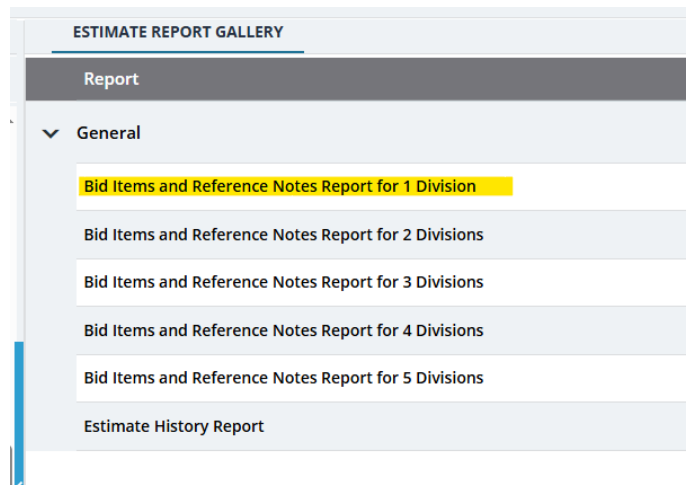 ESTIMATE REPORT GALLERY
Report
General
Bid Items and Reference Notes Report for 1 Division
Bid Items and Reference Notes Report for 2 Divisions
Bid Items and Reference Notes Report for 3 Divisions
Bid Items and Reference Notes Report for 4 Divisions
Bid Items and Reference Notes Report for 5 Divisions
Estimate History Report